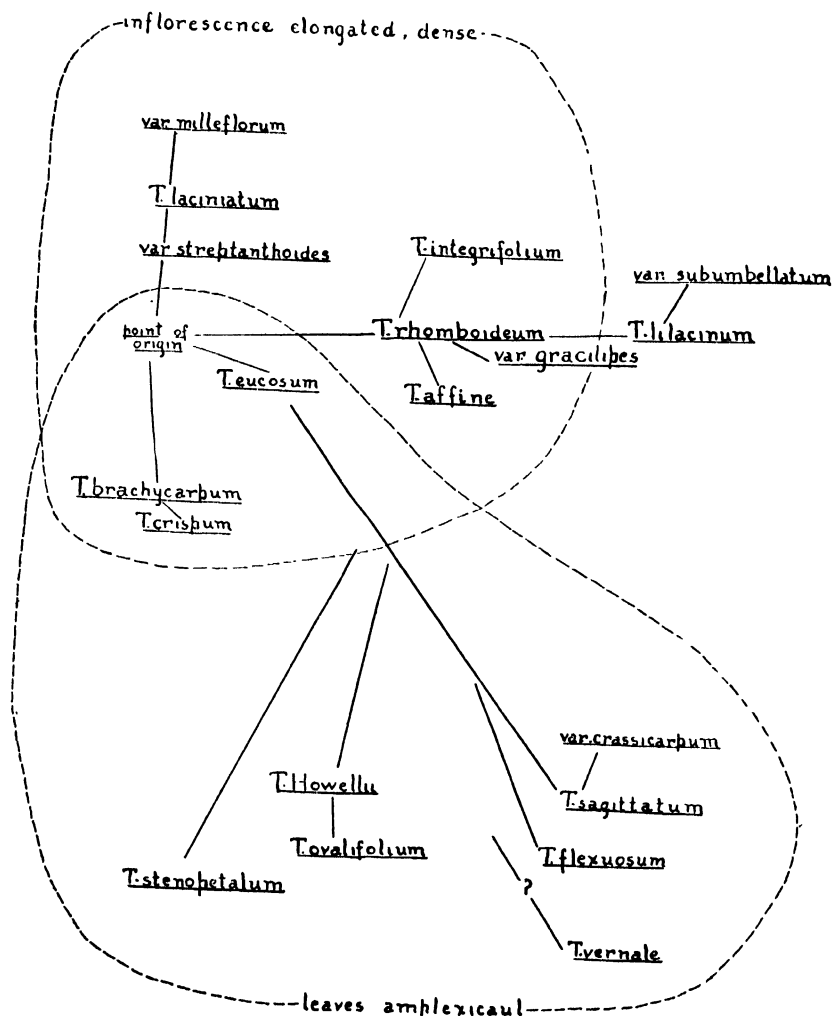 inflorescence elongated, dense
var. milleflorum
T. laciniatum
var. streptanthoides
T. integrifolium
var. subumbellatum
point of
origin
T. rhomboideum
T. lilacinum
var. gracilipes
T. eucosum
T. affine
T. brachycarpum
T. crispum
var. crassicarpum
T. Howellii
T. sagittatum
T. ovalifolium
T. flexuosum
T. stenopetalum
?
T. vernale
leaves amplexicaul